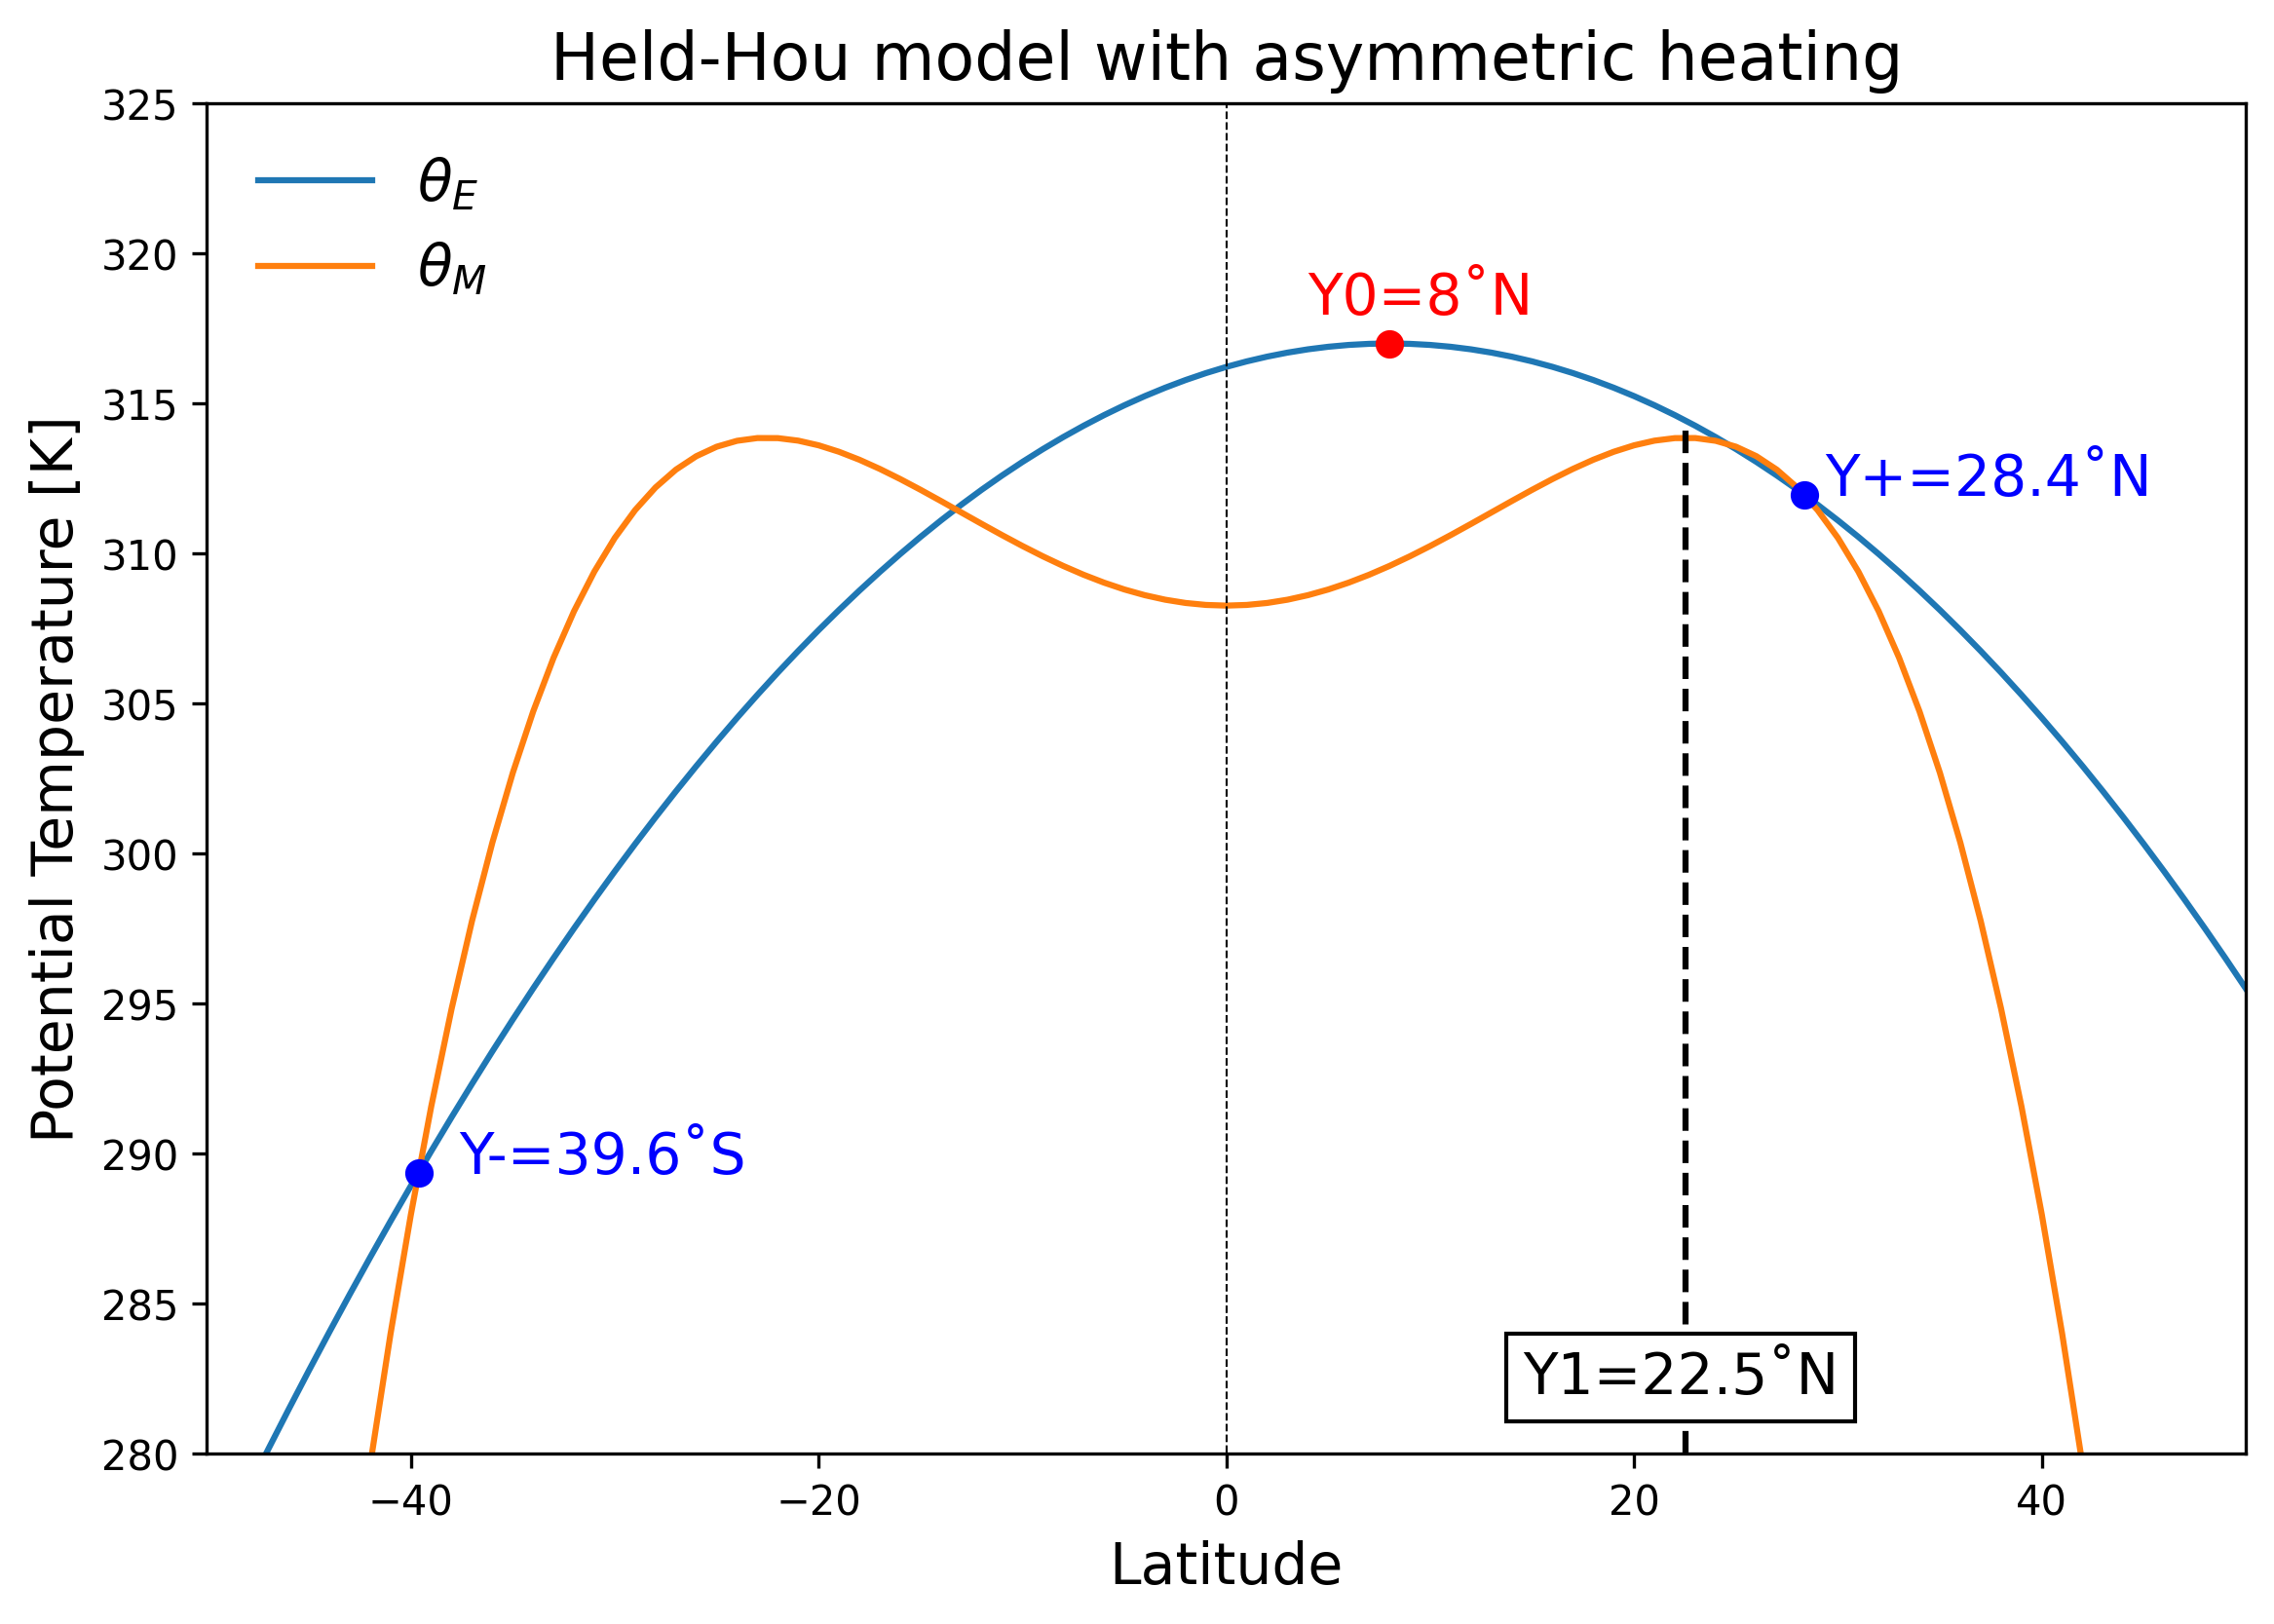 Held-Hou model with asymmetric heating
325
320
315
310
305
300
295
290
285
280
Potential Temperature [K]
θE
θM
Y0=8˚N
Y+=28.4˚N
Y-=39.6˚S
Y1=22.5˚N
−40
−20
0
20
40
Latitude